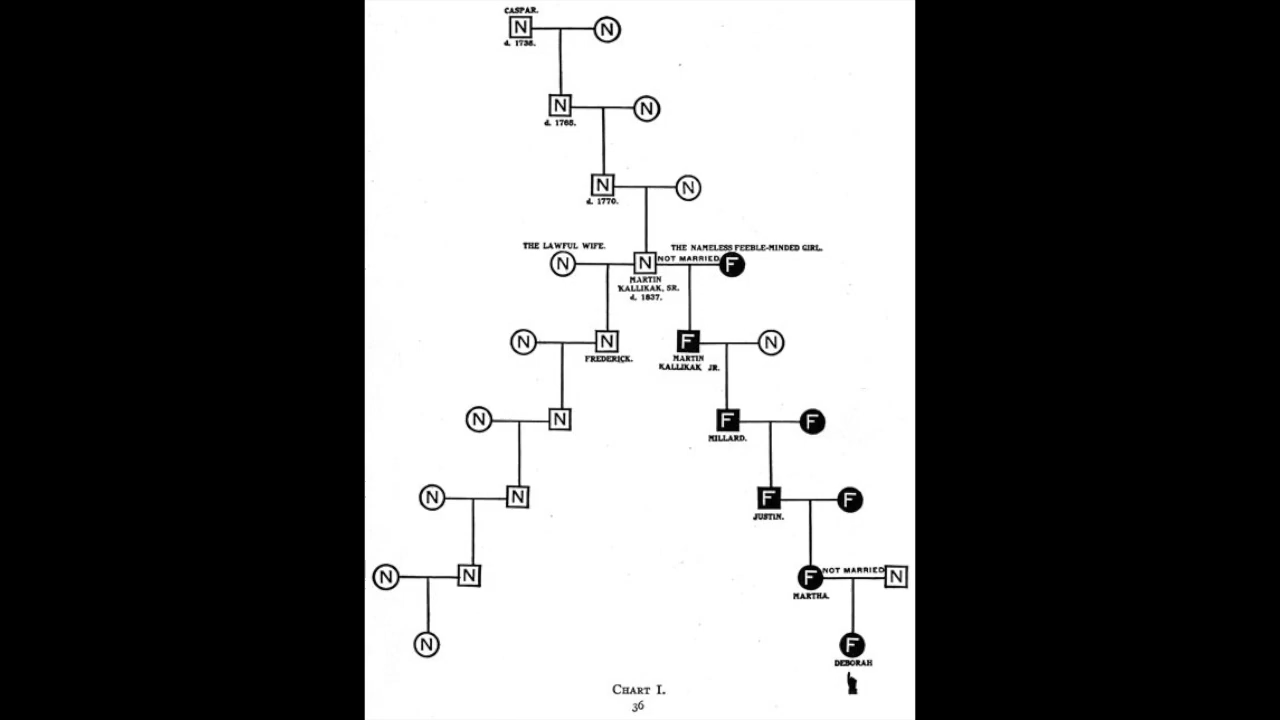 CASPAR.
N N
d. 1736.
N N
d. 1765.
N N
d. 1770.
THE LAWFUL WIFE. THE NAMELESS FEEBLE-MINDED GIRL.
N N NOT MARRIED F
MARTIN
KALLIKAK, SR.
d. 1837.
N N F N
FREDERICK. MARTIN
KALLIKAK JR.
N N F F
MILLARD.
N N F F
JUSTIN.
N N F NOT MARRIED N
MARTHA.
N F
DEBORAH
CHART I.
36